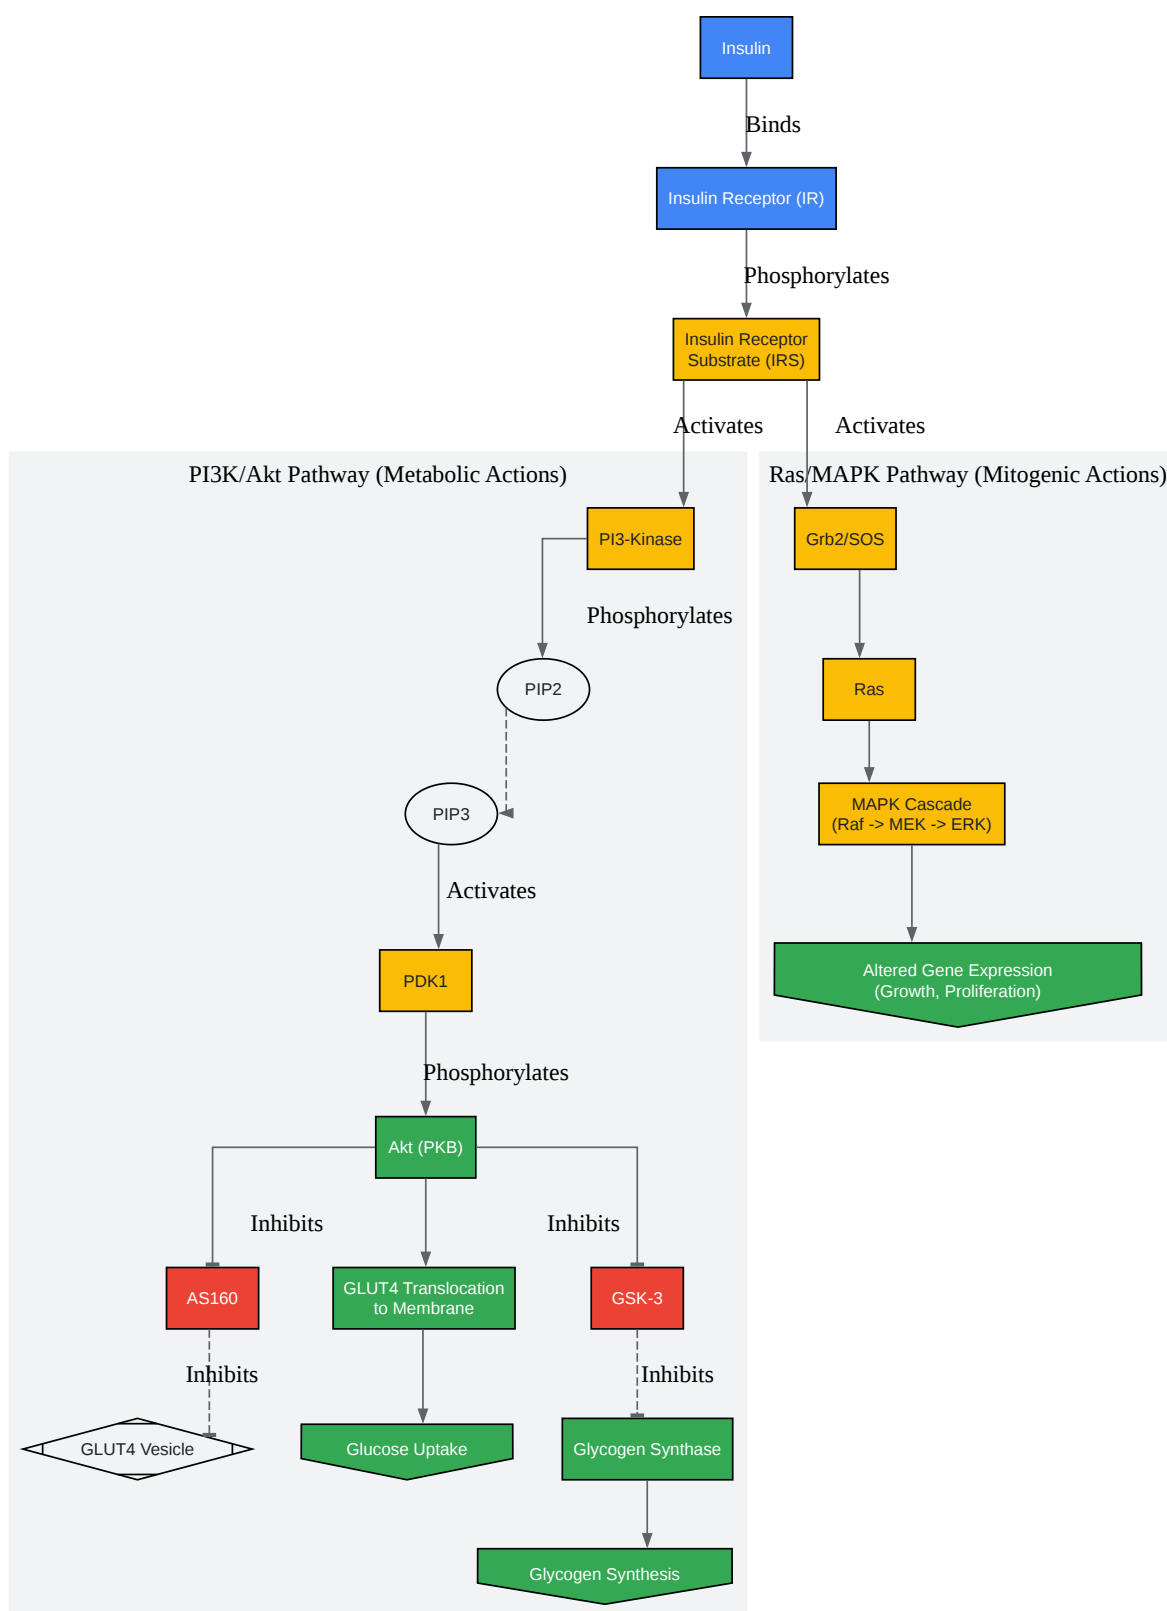 Insulin
Binds
Insulin Receptor (IR)
Phosphorylates
Insulin Receptor
Substrate (IRS)
Activates
Activates
PI3K/Akt Pathway (Metabolic Actions)
Ras/MAPK Pathway (Mitogenic Actions)
PI3-Kinase
Grb2/SOS
Phosphorylates
PIP2
Ras
PIP3
MAPK Cascade
(Raf -> MEK -> ERK)
Activates
PDK1
Altered Gene Expression
(Growth, Proliferation)
Phosphorylates
Akt (PKB)
Inhibits
Inhibits
AS160
GLUT4 Translocation
to Membrane
GSK-3
Inhibits
Inhibits
GLUT4 Vesicle
Glucose Uptake
Glycogen Synthase
Glycogen Synthesis